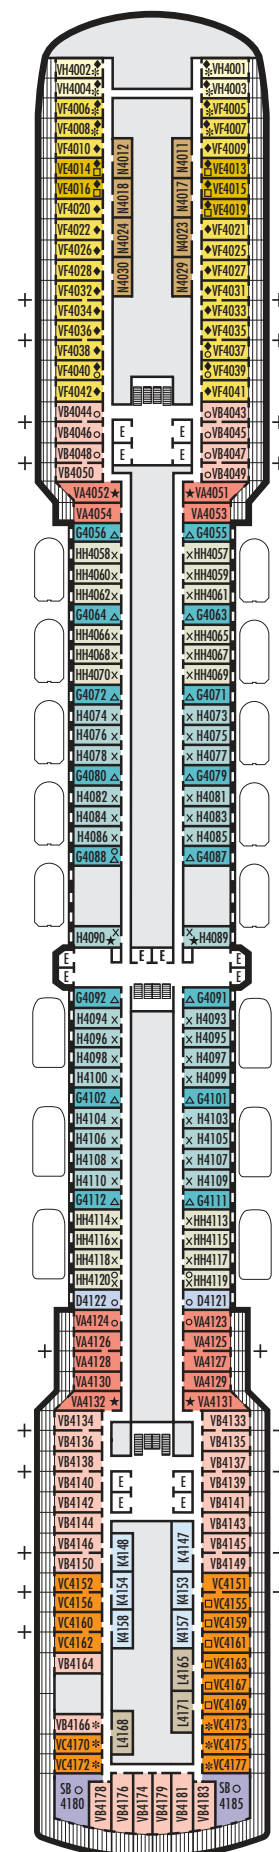 VH4002 VH4001
VH4004 VH4003
VF4006 VF4005
VF4008 VF4007
VF4010 N4012 N4011 VF4009
VE4014 VE4013
VE4016 N4018 N4017 VE4015
VF4020 VE4019
VF4022 N4024 N4023 VF4021
VF4026 VF4025
VF4028 N4030 N4029 VF4027
VF4032 VF4031
VF4034 VF4033
VF4036 VF4035
VF4038 VF4037
VF4040 VF4039
VF4042 VF4041
VB4044 VB4043
VB4046 E E VB4045
VB4048 E E VB4047
VB4050 VB4049
VA4052 VA4051
VA4054 VA4053
G4056 G4055
HH4058 HH4057
HH4060 HH4059
HH4062 HH4061
G4064 G4063
HH4066 HH4065
HH4068 HH4067
HH4070 HH4069
G4072 G4071
H4074 H4073
H4076 H4075
H4078 H4077
G4080 G4079
H4082 H4081
H4084 H4083
H4086 H4085
G4088 G4087
H4090 H4089
E E E E
E E
G4092 G4091
H4094 H4093
H4096 H4095
H4098 H4097
H4100 H4099
G4102 G4101
H4104 H4103
H4106 H4105
H4108 H4107
H4110 H4109
G4112 G4111
HH4114 HH4113
HH4116 HH4115
HH4118 HH4117
HH4120 HH4119
D4122 D4121
VA4124 VA4123
VA4126 VA4125
VA4128 VA4127
VA4130 VA4129
VA4132 VA4131
VB4134 VB4133
VB4136 VB4135
VB4138 VB4137
VB4140 E E VB4139
VB4142 E E VB4141
VB4144 VB4143
VB4146 K4148 K4147 VB4145
VB4150 VB4149
VC4152 K4154 K4153 VC4151
VC4156 VC4155
VC4160 K4158 K4157 VC4159
VC4162 VC4161
VB4164 L4165 VC4163
VC4167
L4171 VC4169
VB4166 L4168 VC4173
VC4170 VC4175
VC4172 VC4177
SB 4180 VB4178 VB4176 VB4174 VB4179 VB4181 VB4183 SB 4185